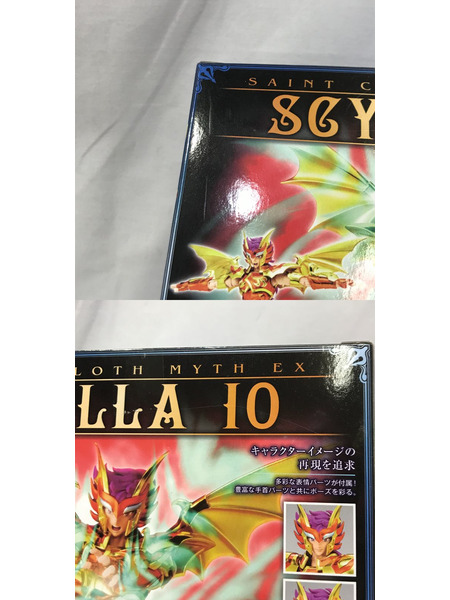 SAINT C
SCY
LOTH MYTH EX
LLA IO
キャラクターイメージの
再現を追求
多彩な表情パーツが付属!
豊富な手首パーツと共にポーズを彩る。